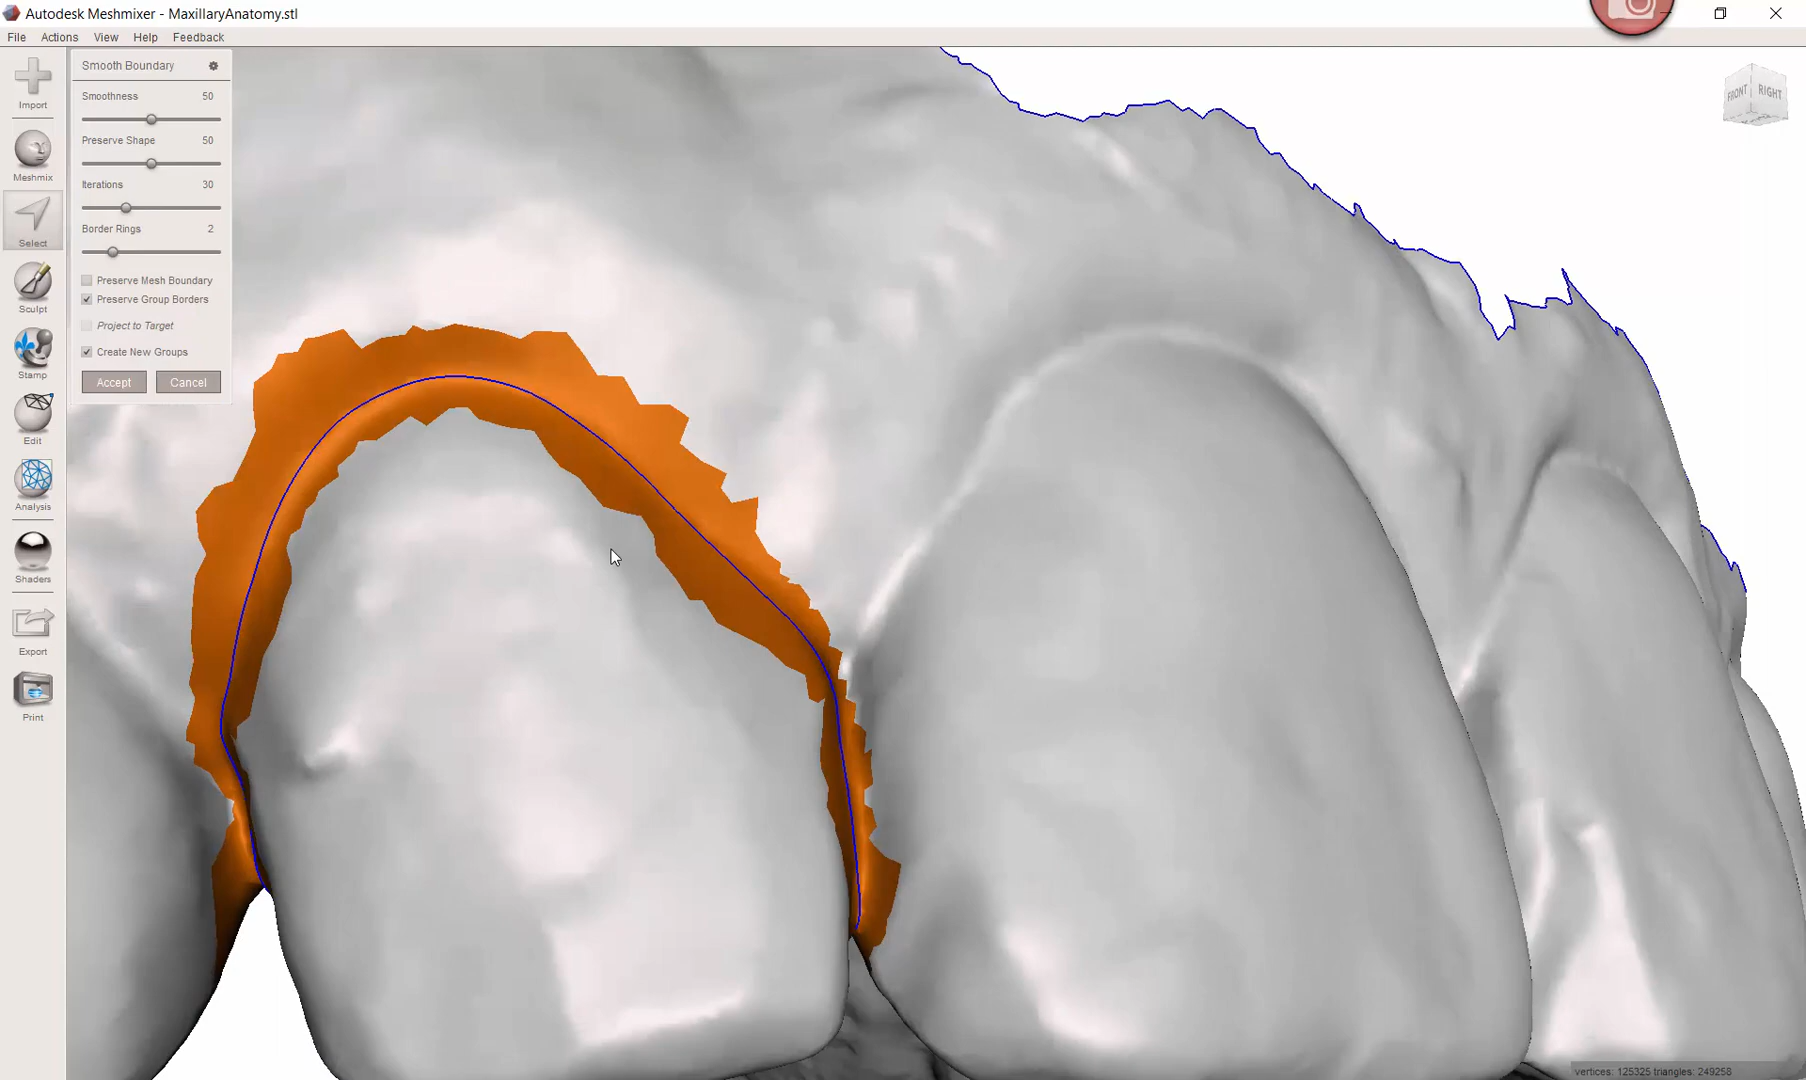 Autodesk Meshmixer - MaxillaryAnatomy.stl
File Actions View Help Feedback
Import
Meshmix
Select
Sculpt
Stamp
Edit
Analysis
Shaders
Export
Print
Smooth Boundary
Smoothness 50
Preserve Shape 50
Iterations 30
Border Rings 2
Preserve Mesh Boundary
Preserve Group Borders
Project to Target
Create New Groups
Accept Cancel
FRONT RIGHT
vertices: 125325 triangles: 249258